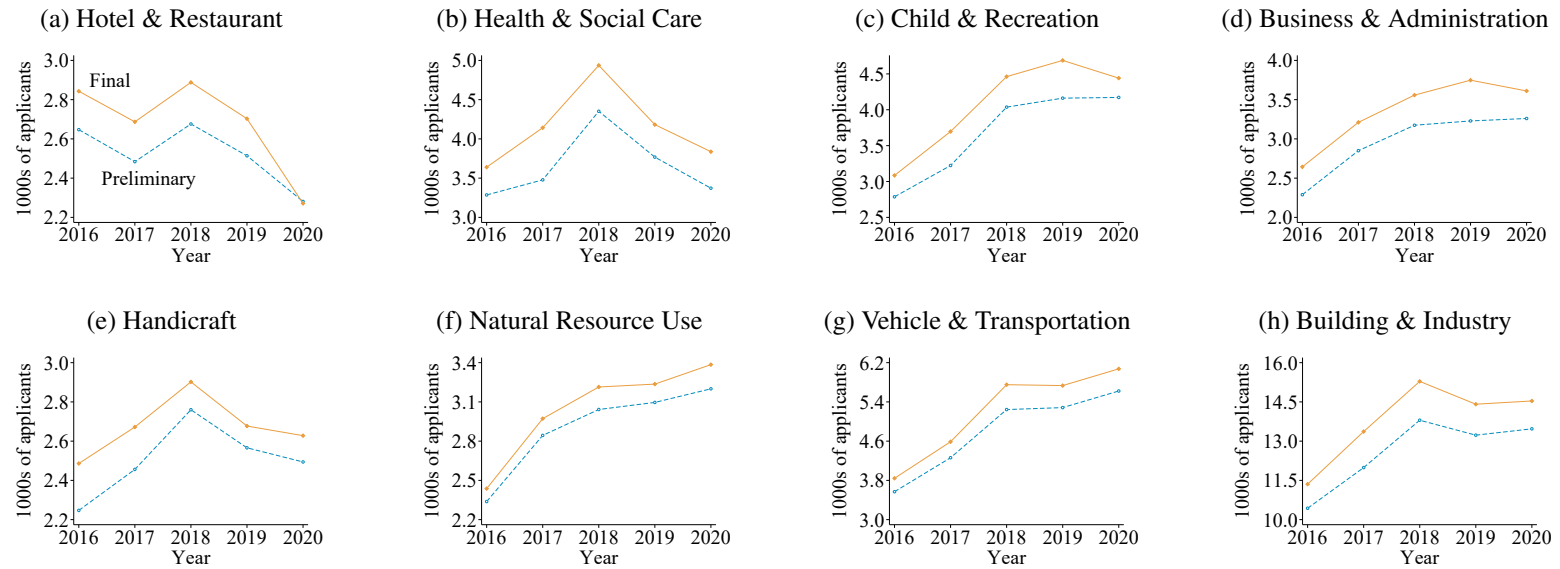 (a) Hotel & Restaurant
1000s of applicants
3.0
2.8
2.6
2.4
2.2
Final
Preliminary
2016 2017 2018 2019 2020
Year
(b) Health & Social Care
1000s of applicants
5.0
4.5
4.0
3.5
3.0
2016 2017 2018 2019 2020
Year
(c) Child & Recreation
1000s of applicants
4.5
4.0
3.5
3.0
2.5
2016 2017 2018 2019 2020
Year
(d) Business & Administration
1000s of applicants
4.0
3.5
3.0
2.5
2.0
2016 2017 2018 2019 2020
Year
(e) Handicraft
1000s of applicants
3.0
2.8
2.6
2.4
2.2
2016 2017 2018 2019 2020
Year
(f) Natural Resource Use
1000s of applicants
3.4
3.1
2.8
2.5
2.2
2016 2017 2018 2019 2020
Year
(g) Vehicle & Transportation
1000s of applicants
6.2
5.4
4.6
3.8
3.0
2016 2017 2018 2019 2020
Year
(h) Building & Industry
1000s of applicants
16.0
14.5
13.0
11.5
10.0
2016 2017 2018 2019 2020
Year